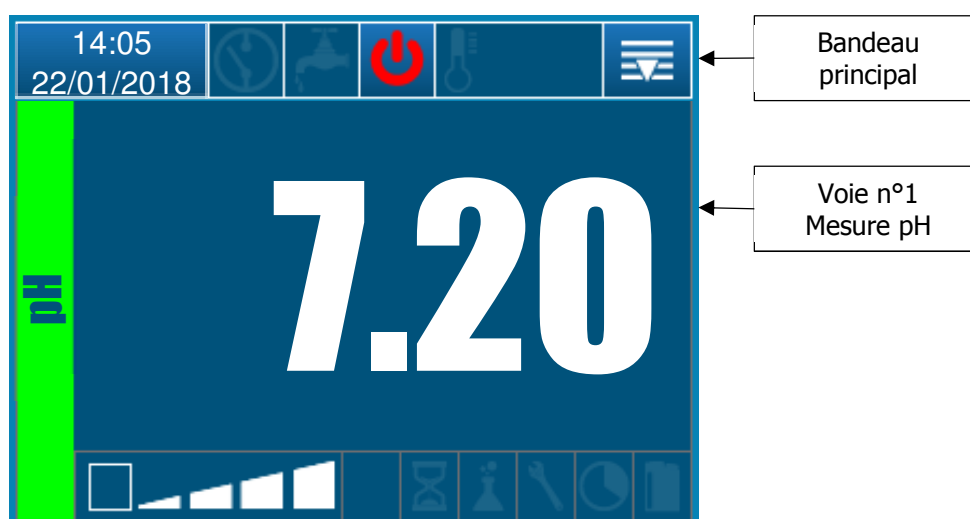 14:05
22/01/2018
Bandeau
principal
7.20
Voie n°1
Mesure pH
pH